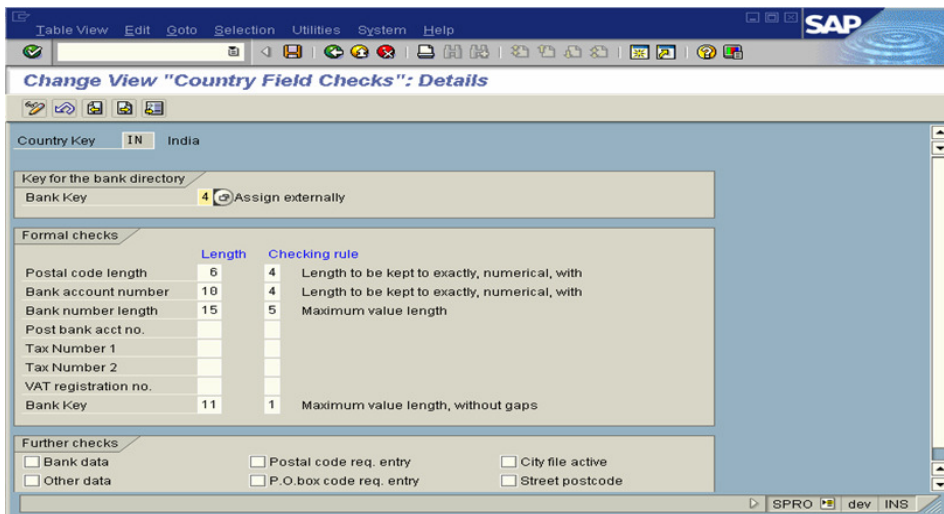 Table View Edit Goto Selection Utilities System Help
SAP
Change View "Country Field Checks": Details
Country Key IN India
Key for the bank directory
Bank Key 4 Assign externally
Formal checks
Length Checking rule
Postal code length 6 4 Length to be kept to exactly, numerical, with
Bank account number 10 4 Length to be kept to exactly, numerical, with
Bank number length 15 5 Maximum value length
Post bank acct no.
Tax Number 1
Tax Number 2
VAT registration no.
Bank Key 11 1 Maximum value length, without gaps
Further checks
Bank data Postal code req. entry City file active
Other data P.O.box code req. entry Street postcode
SPRO dev INS